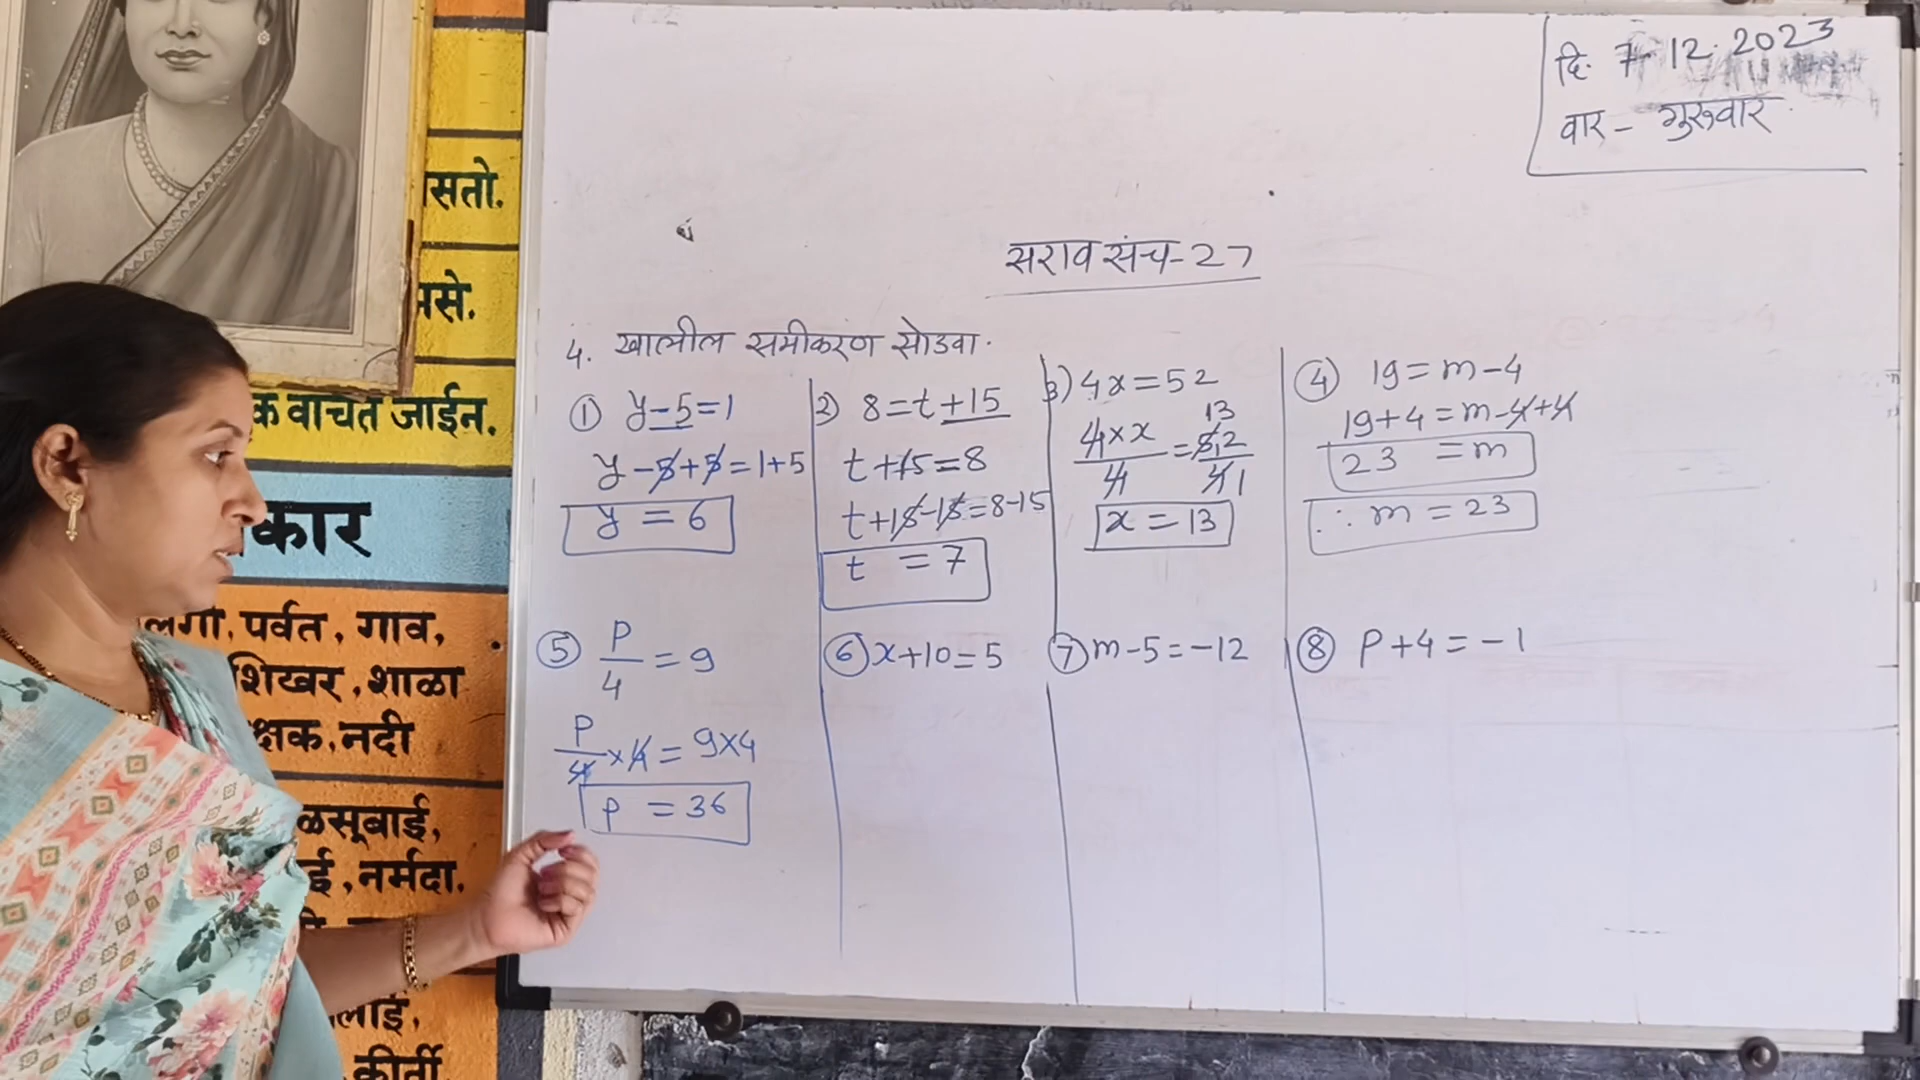 दि. 7-12.2023
वार - गुरुवार
सराव संच-27
4. खालील समीकरण सोडवा.
① y-5=1
y-5+5=1+5
y = 6
2) 8=t+15
t+15=8
t+15-15=8-15
t = 7
3) 4x=52
13
4×x = 52
4 4 1
x = 13
④ 19=m-4
19+4=m-4+4
23 = m
∴ m = 23
⑤ P/4 = 9
P/4 ×4 = 9×4
P = 36
⑥ x+10=5
⑦ m-5=-12
⑧ P+4=-1
सतो.
क वाचत जाईन.
कार
पर्वत, गाव,
शिखर, शाळा
क्षक, नदी
ळसूबाई,
ई, नर्मदा.
कीर्ती